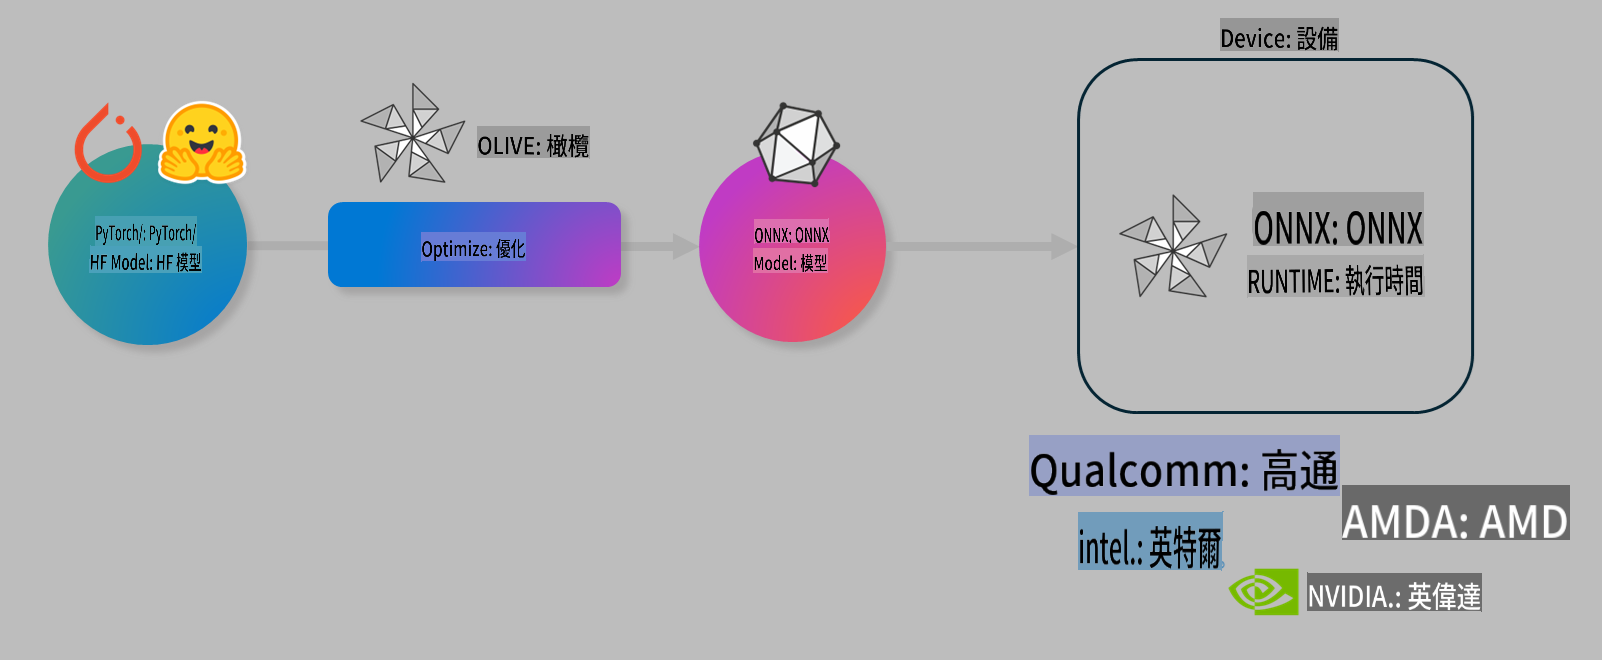 Device: 設備
OLIVE: 橄欖
PyTorch/: PyTorch/
HF Model: HF 模型
Optimize: 優化
ONNX: ONNX
Model: 模型
ONNX: ONNX
RUNTIME: 執行時間
Qualcomm: 高通
AMDA: AMD
intel.: 英特爾
NVIDIA.: 英偉達